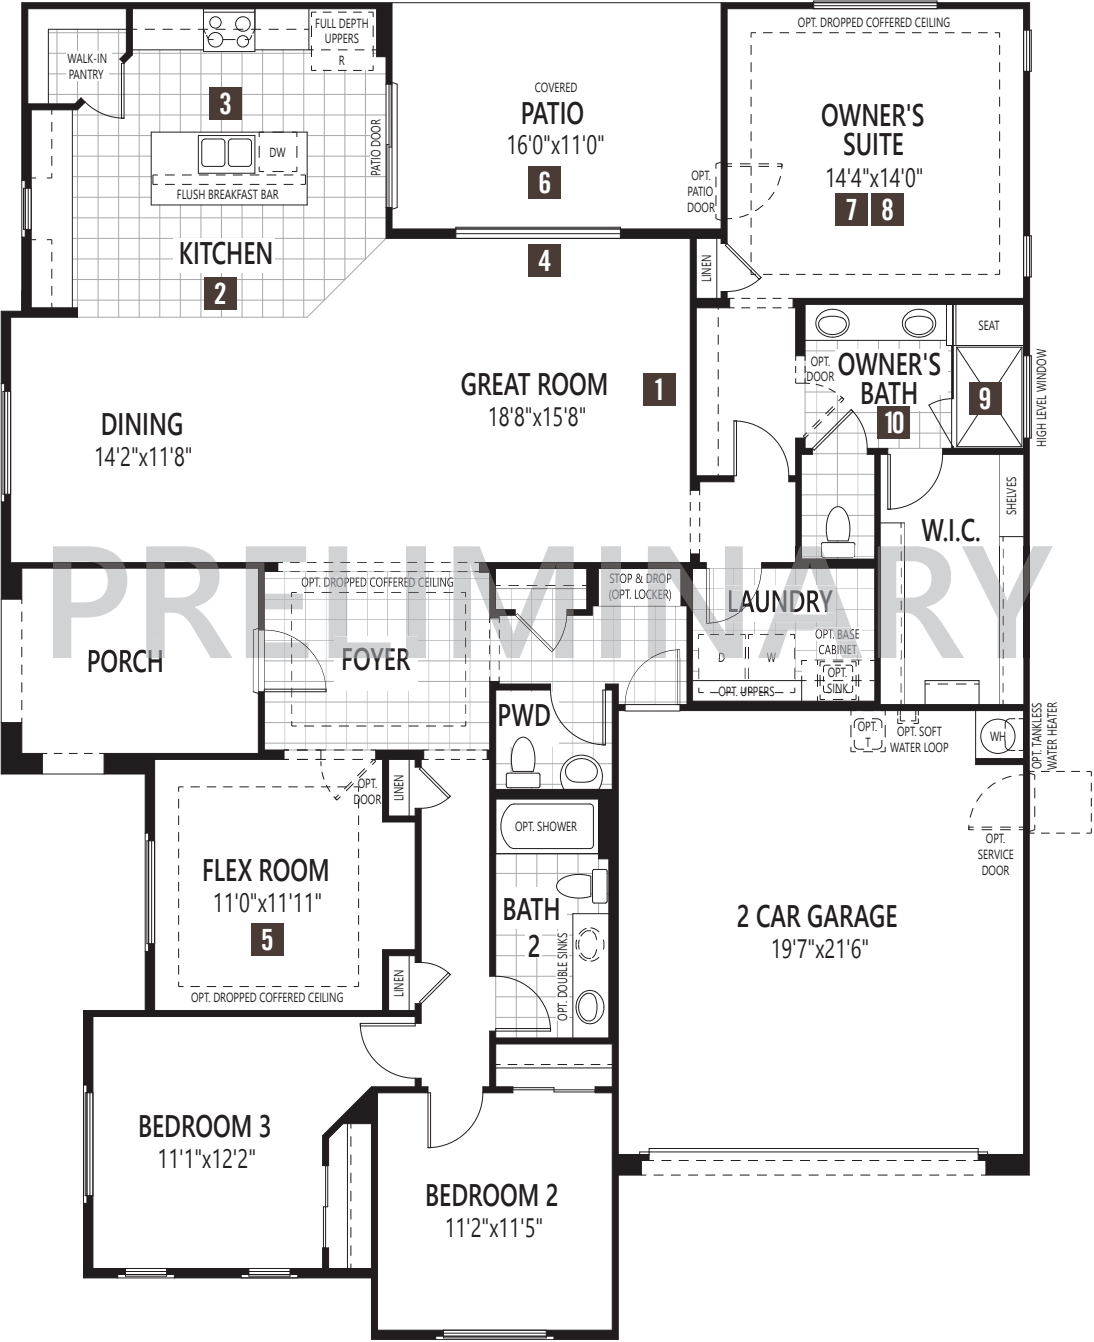 OPT. DROPPED COFFERED CEILING
FULL DEPTH
UPPERS
R
WALK-IN
PANTRY
3
COVERED
PATIO
16'0"x11'0"
6
OWNER'S
SUITE
14'4"x14'0"
7 8
PATIO DOOR
DW
FLUSH BREAKFAST BAR
OPT.
PATIO
DOOR
KITCHEN
2
4
LINEN
SEAT
OPT.
DOOR
OWNER'S
BATH
10
9
HIGH LEVEL WINDOW
GREAT ROOM
18'8"x15'8"
1
DINING
14'2"x11'8"
SHELVES
W.I.C.
PRELIMINARY
OPT. DROPPED COFFERED CEILING
STOP & DROP
(OPT. LOCKER)
LAUNDRY
OPT. BASE
CABINET
D
W
OPT. UPPERS
OPT.
SINK
PORCH
FOYER
PWD
OPT.
T
OPT. SOFT
WATER LOOP
WH
OPT. TANKLESS
WATER HEATER
OPT.
DOOR
LINEN
OPT. SHOWER
OPT.
SERVICE
DOOR
FLEX ROOM
11'0"x11'11"
5
BATH
2
OPT. DOUBLE SINKS
2 CAR GARAGE
19'7"x21'6"
LINEN
OPT. DROPPED COFFERED CEILING
BEDROOM 3
11'1"x12'2"
BEDROOM 2
11'2"x11'5"